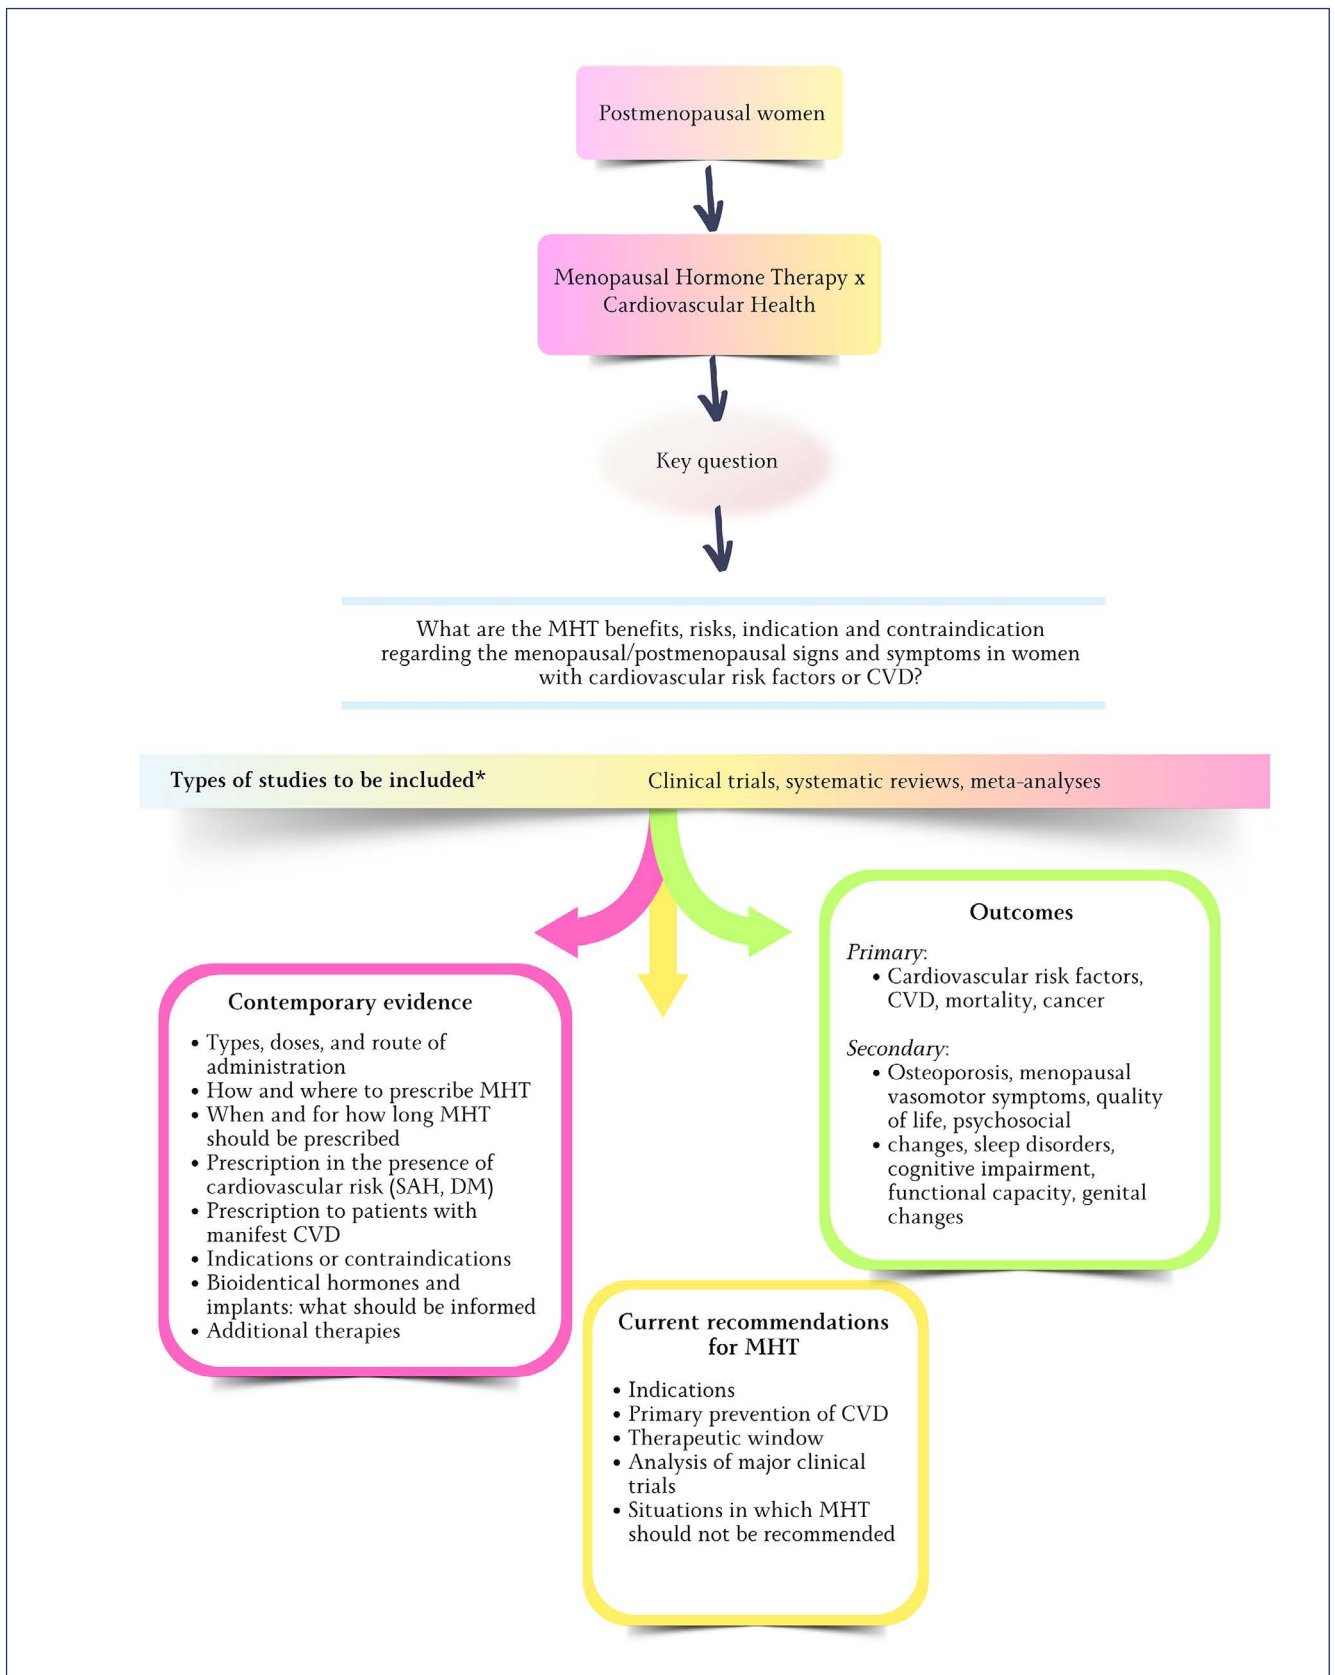 Postmenopausal women
Menopausal Hormone Therapy x
Cardiovascular Health
Key question
What are the MHT benefits, risks, indication and contraindication
regarding the menopausal/postmenopausal signs and symptoms in women
with cardiovascular risk factors or CVD?
Types of studies to be included* Clinical trials, systematic reviews, meta-analyses
Contemporary evidence
• Types, doses, and route of
administration
• How and where to prescribe MHT
• When and for how long MHT
should be prescribed
• Prescription in the presence of
cardiovascular risk (SAH, DM)
• Prescription to patients with
manifest CVD
• Indications or contraindications
• Bioidentical hormones and
implants: what should be informed
• Additional therapies
Current recommendations
for MHT
• Indications
• Primary prevention of CVD
• Therapeutic window
• Analysis of major clinical
trials
• Situations in which MHT
should not be recommended
Outcomes
Primary:
• Cardiovascular risk factors,
CVD, mortality, cancer
Secondary:
• Osteoporosis, menopausal
vasomotor symptoms, quality
of life, psychosocial
• changes, sleep disorders,
cognitive impairment,
functional capacity, genital
changes